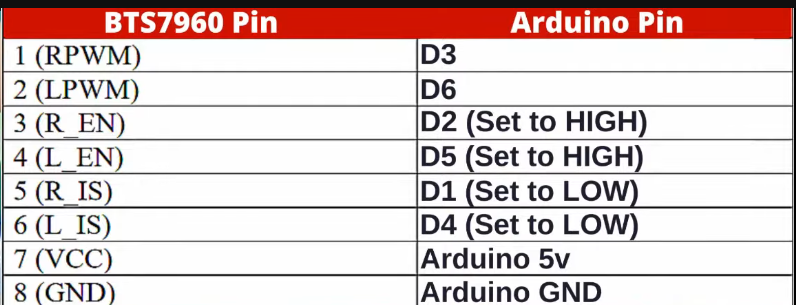 BTS7960 Pin Arduino Pin
1 (RPWM) D3
2 (LPWM) D6
3 (R_EN) D2 (Set to HIGH)
4 (L_EN) D5 (Set to HIGH)
5 (R_IS) D1 (Set to LOW)
6 (L_IS) D4 (Set to LOW)
7 (VCC) Arduino 5v
8 (GND) Arduino GND